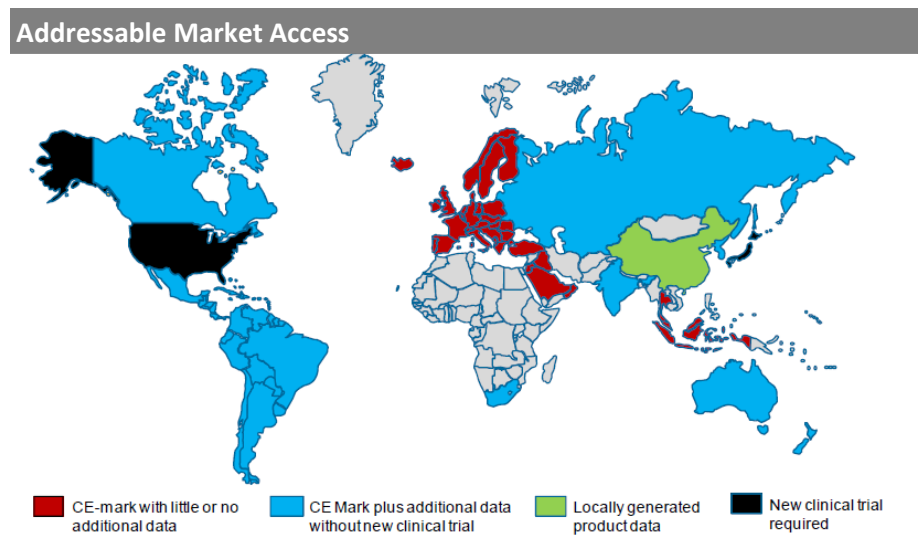 Addressable Market Access
CE-mark with little or no
additional data
CE Mark plus additional data
without new clinical trial
Locally generated
product data
New clinical trial
required